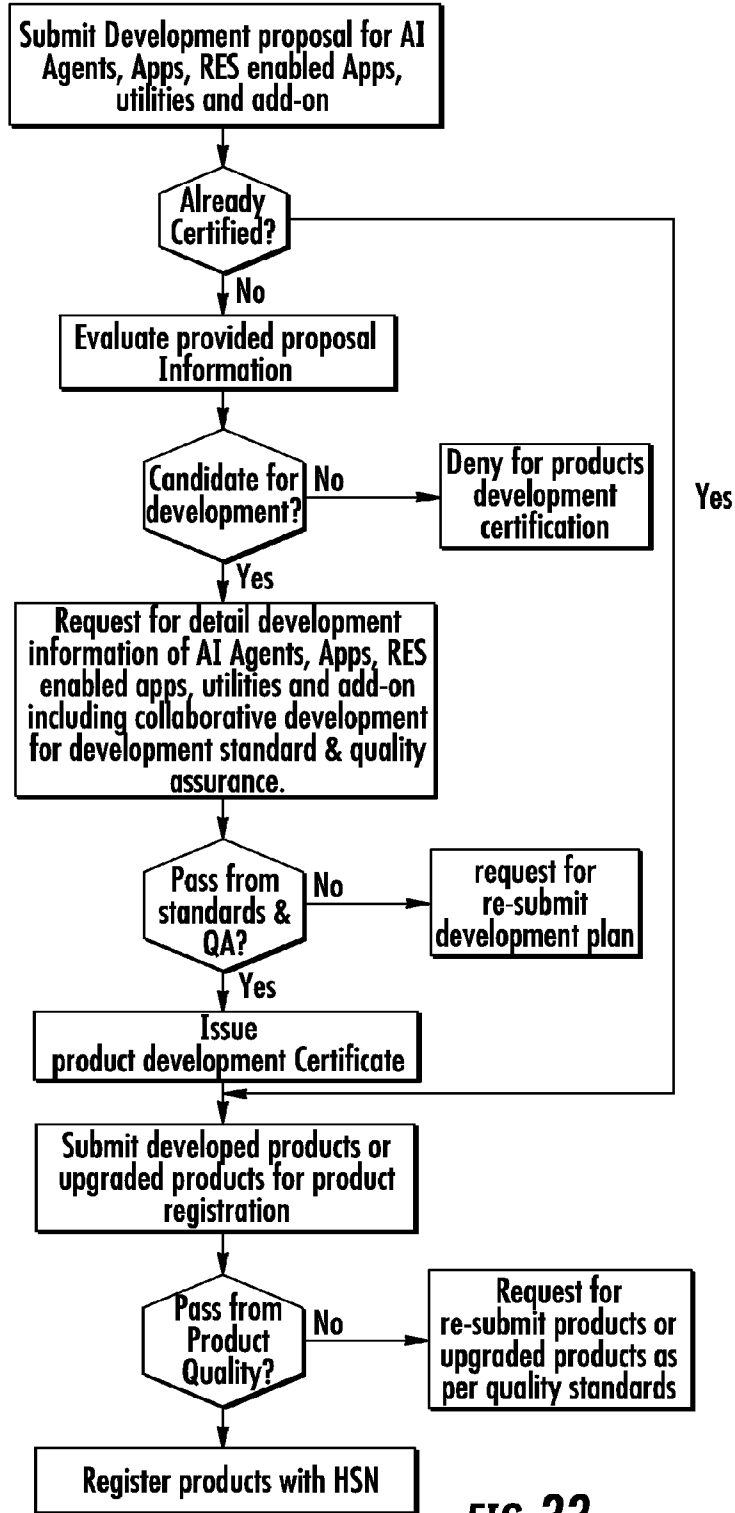 Submit Development proposal for AI
Agents, Apps, RES enabled Apps,
utilities and add-on
Already
Certified?
No
Evaluate provided proposal
Information
Candidate for
development?
No
Deny for products
development
certification
Yes
Yes
Request for detail development
information of AI Agents, Apps, RES
enabled apps, utilities and add-on
including collaborative development
for development standard & quality
assurance.
Pass from
standards &
QA?
No
request for
re-submit
development plan
Yes
Issue
product development Certificate
Submit developed products or
upgraded products for product
registration
Pass from
Product
Quality?
No
Request for
re-submit products or
upgraded products as
per quality standards
Register products with HSN